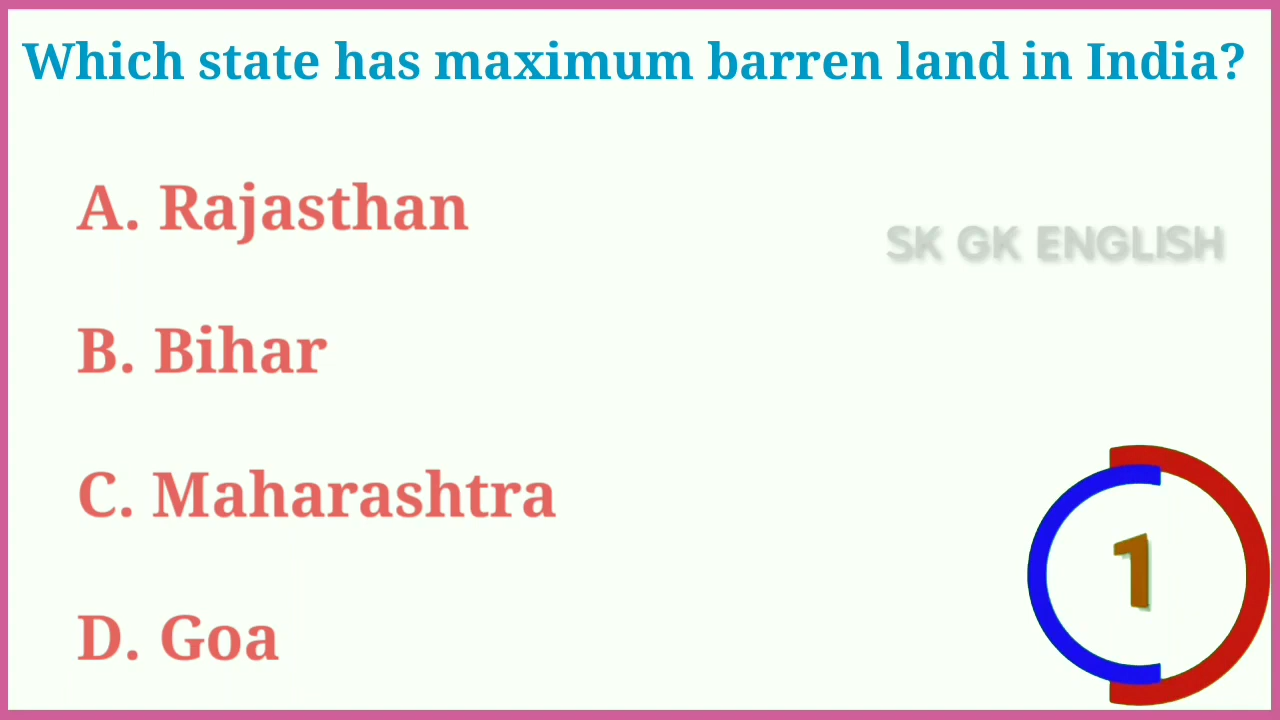 Which state has maximum barren land in India?
A. Rajasthan
SK GK ENGLISH
B. Bihar
C. Maharashtra
1
D. Goa